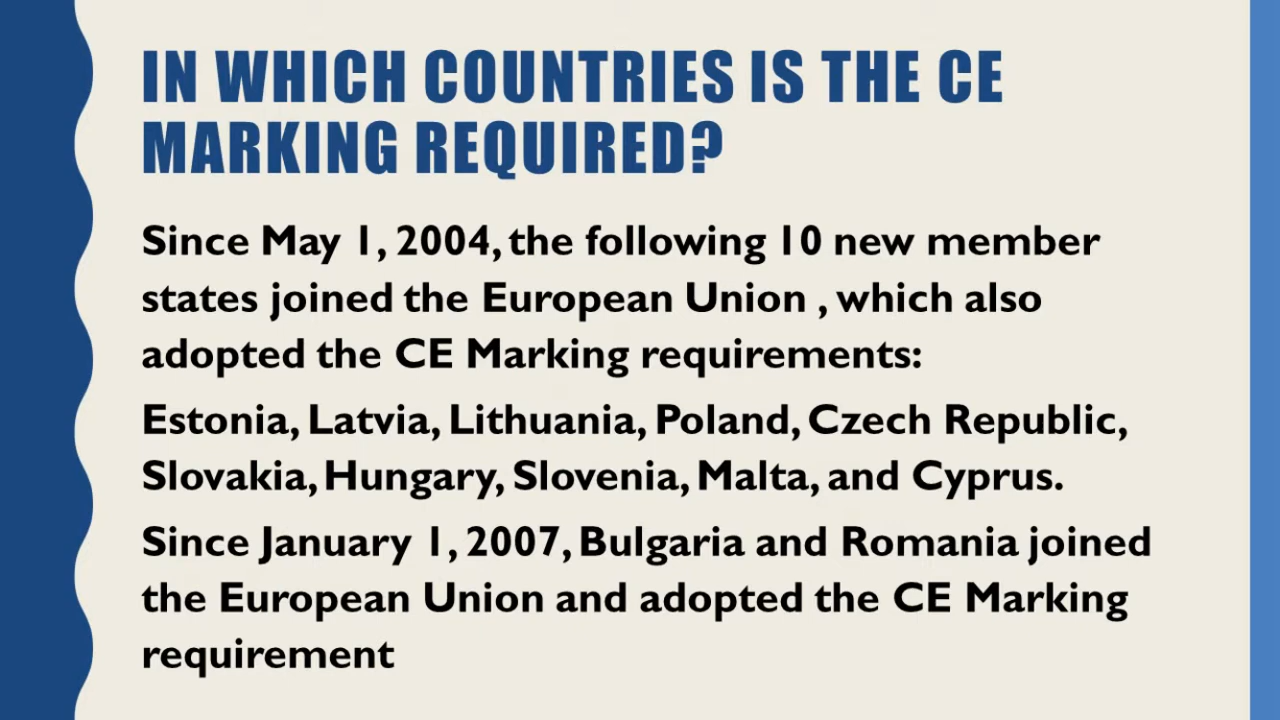 IN WHICH COUNTRIES IS THE CE
MARKING REQUIRED?
Since May 1, 2004, the following 10 new member
states joined the European Union , which also
adopted the CE Marking requirements:
Estonia, Latvia, Lithuania, Poland, Czech Republic,
Slovakia, Hungary, Slovenia, Malta, and Cyprus.
Since January 1, 2007, Bulgaria and Romania joined
the European Union and adopted the CE Marking
requirement